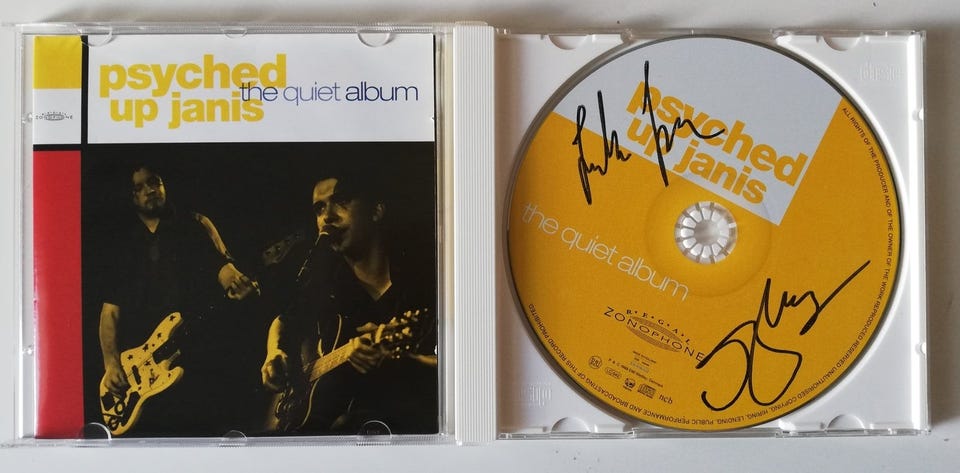 psyched
up janis
the quiet album
REGAL
ZONOPHONE
psyched
up janis
the quiet album
R•E•G•A•L
ZONOPHONE
ncb
ALL RIGHTS OF THE PRODUCER AND OF THE OWNER OF THE WORK REPRODUCED RESERVED UNAUTHORISED COPYING, HIRING, LENDING, PUBLIC PERFORMANCE AND BROADCASTING OF THIS RECORD PROHIBITED.